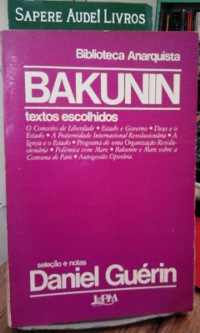 SAPERE AUDE! LIVROS
Biblioteca Anarquista
BAKUNIN
textos escolhidos
O Conceito de Liberdade • Estado e Governo • Deus e o
Estado • A Fraternidade Internacional Revolucionária • A
Igreja e o Estado • Programa de uma Organização Revolu-
cionária • Polêmica com Marx • Bakunin e Marx sobre a
Comuna de Paris • Autogestão Operária.
seleção e notas
Daniel Guérin
L&PM